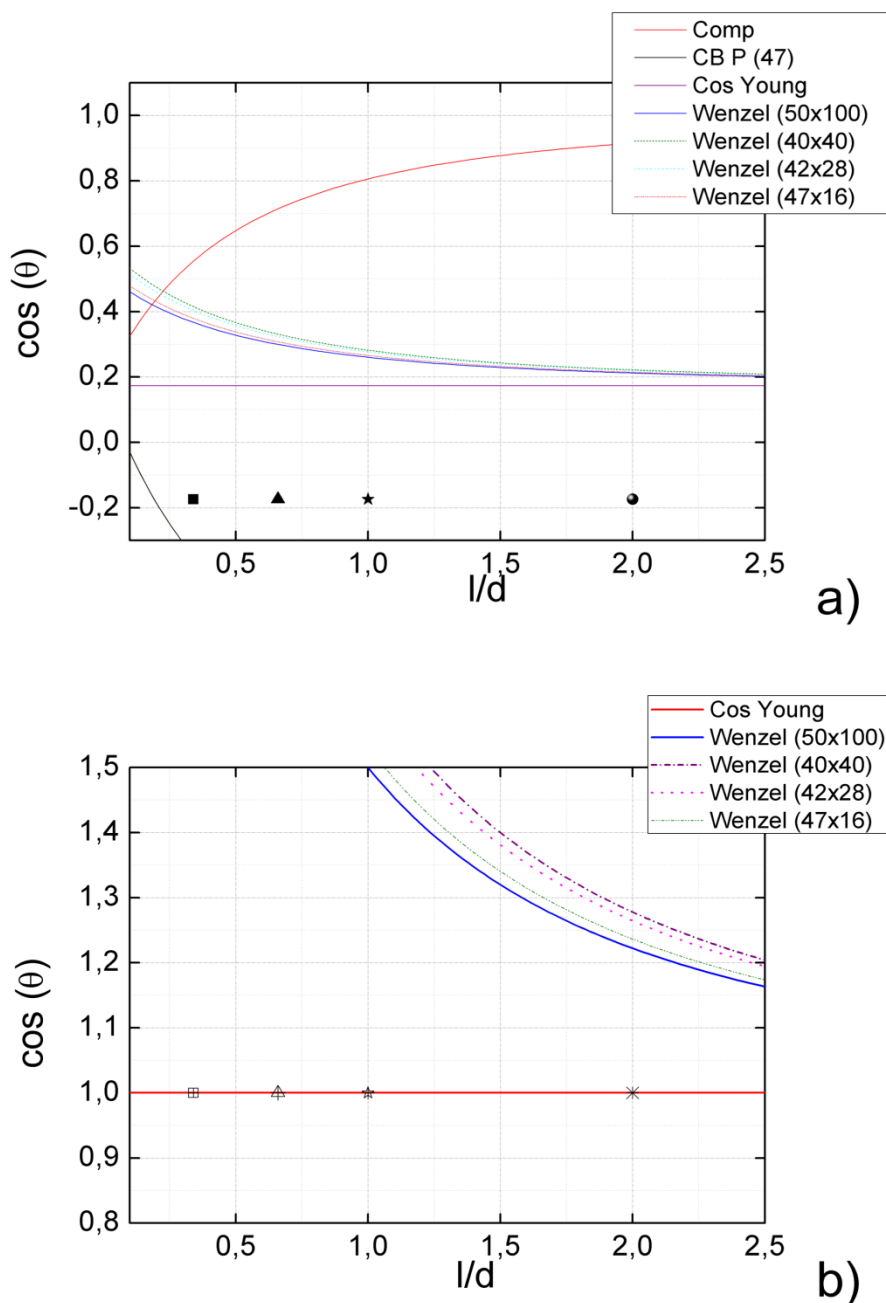 Comp
CB P (47)
Cos Young
Wenzel (50x100)
Wenzel (40x40)
Wenzel (42x28)
Wenzel (47x16)
1,0
0,8
0,6
0,4
0,2
0,0
-0,2
cos (θ)
0,5 1,0 1,5 2,0 2,5
l/d
a)
Cos Young
Wenzel (50x100)
Wenzel (40x40)
Wenzel (42x28)
Wenzel (47x16)
1,5
1,4
1,3
1,2
1,1
1,0
0,9
0,8
cos (θ)
0,5 1,0 1,5 2,0 2,5
l/d
b)